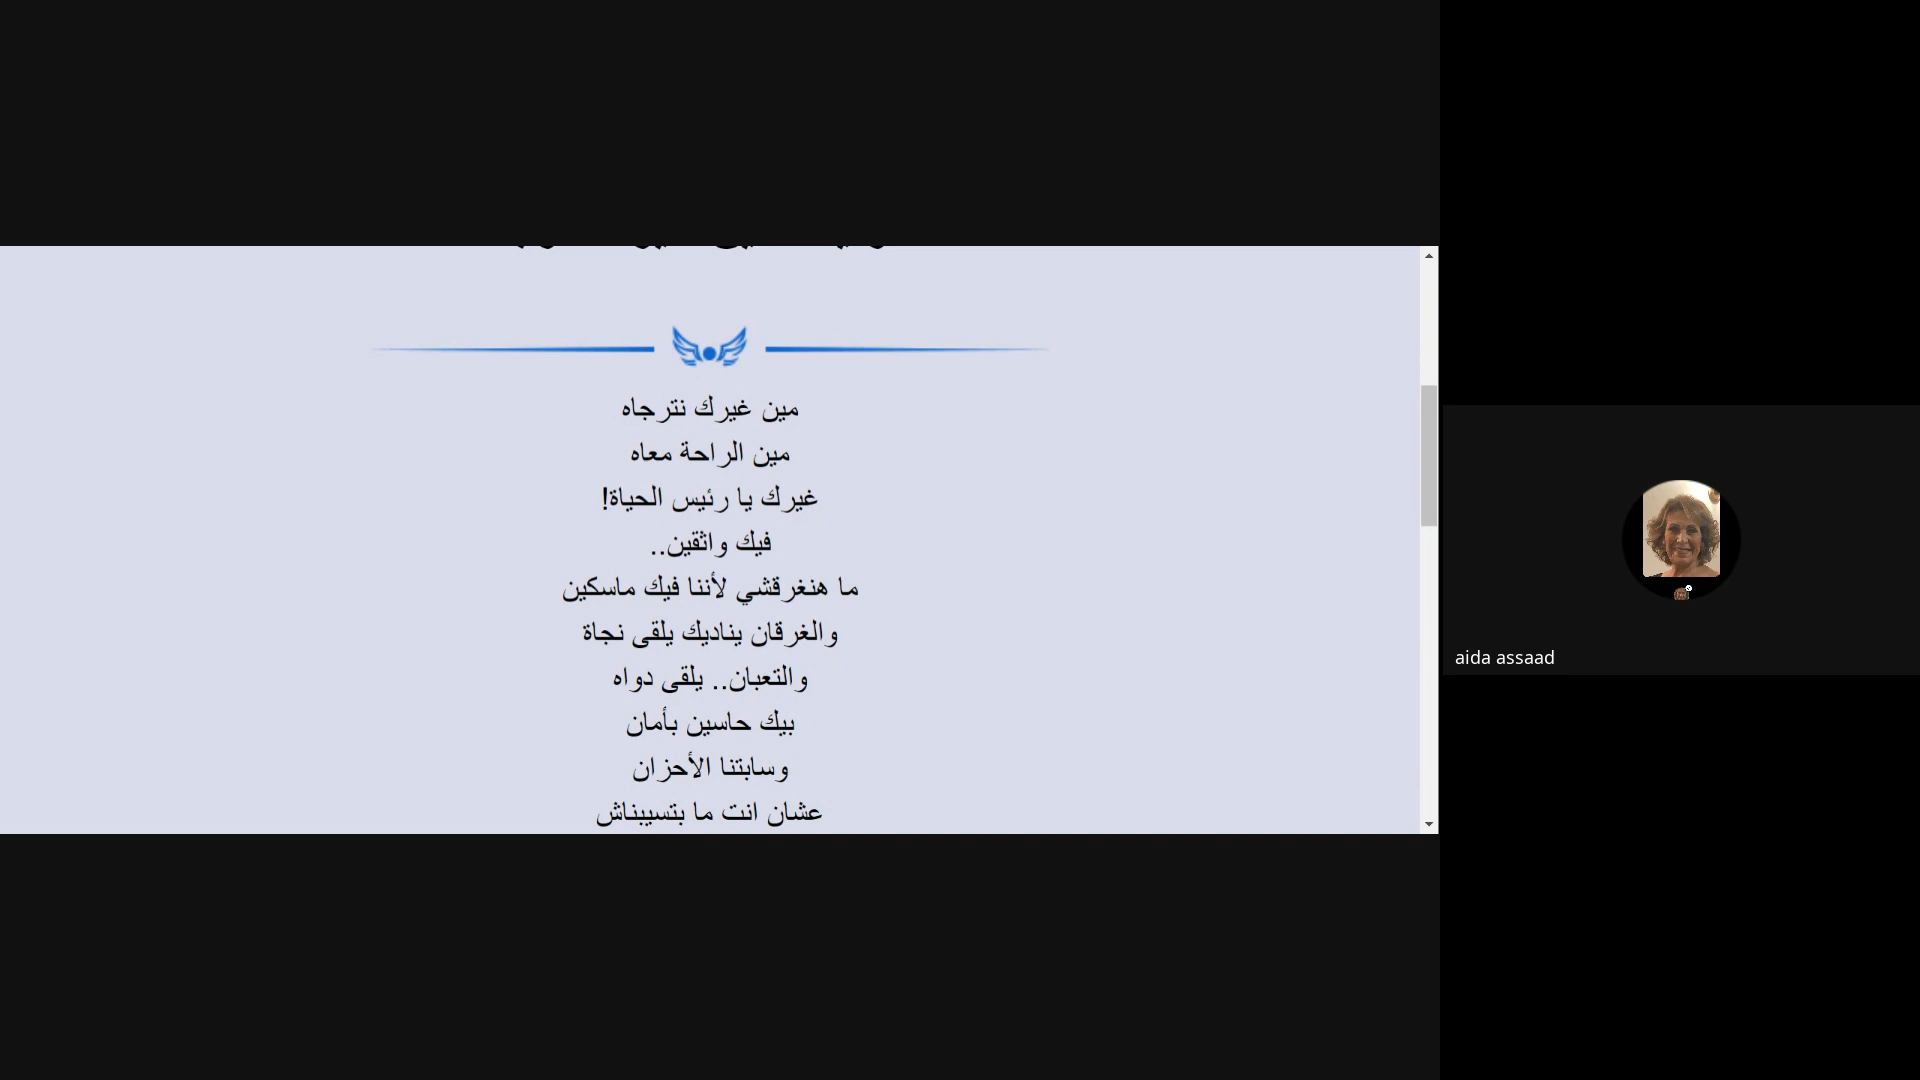 مين غيرك نترجاه
مين الراحة معاه
غيرك يا رئيس الحياة!
فيك واثقين..
ما هنغرقشي لأننا فيك ماسكين
والغرقان يناديك يلقى نجاة
والتعبان.. يلقى دواه
بيك حاسين بأمان
وسابتنا الأحزان
عشان انت ما بتسيبناش
aida assaad